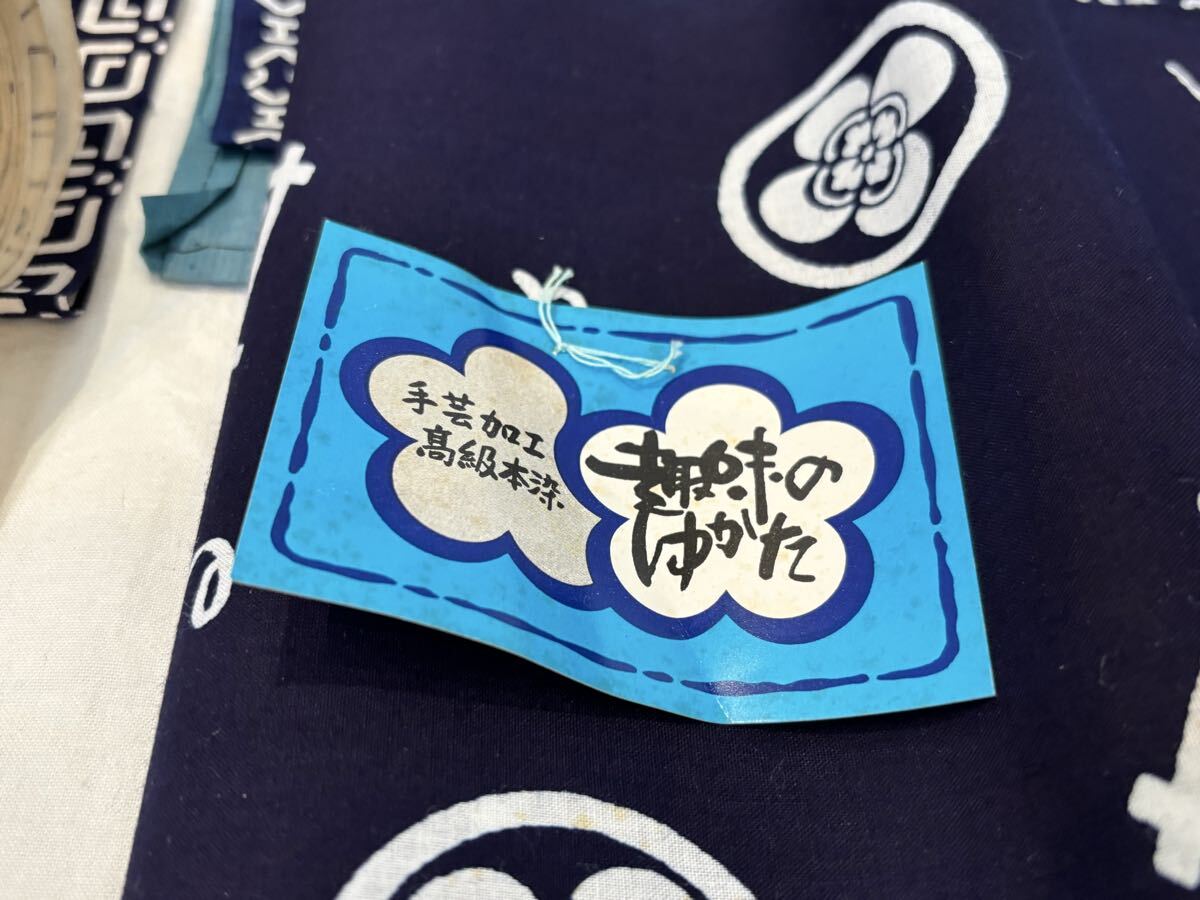 手芸加工
高級本染
趣味の
ゆかた